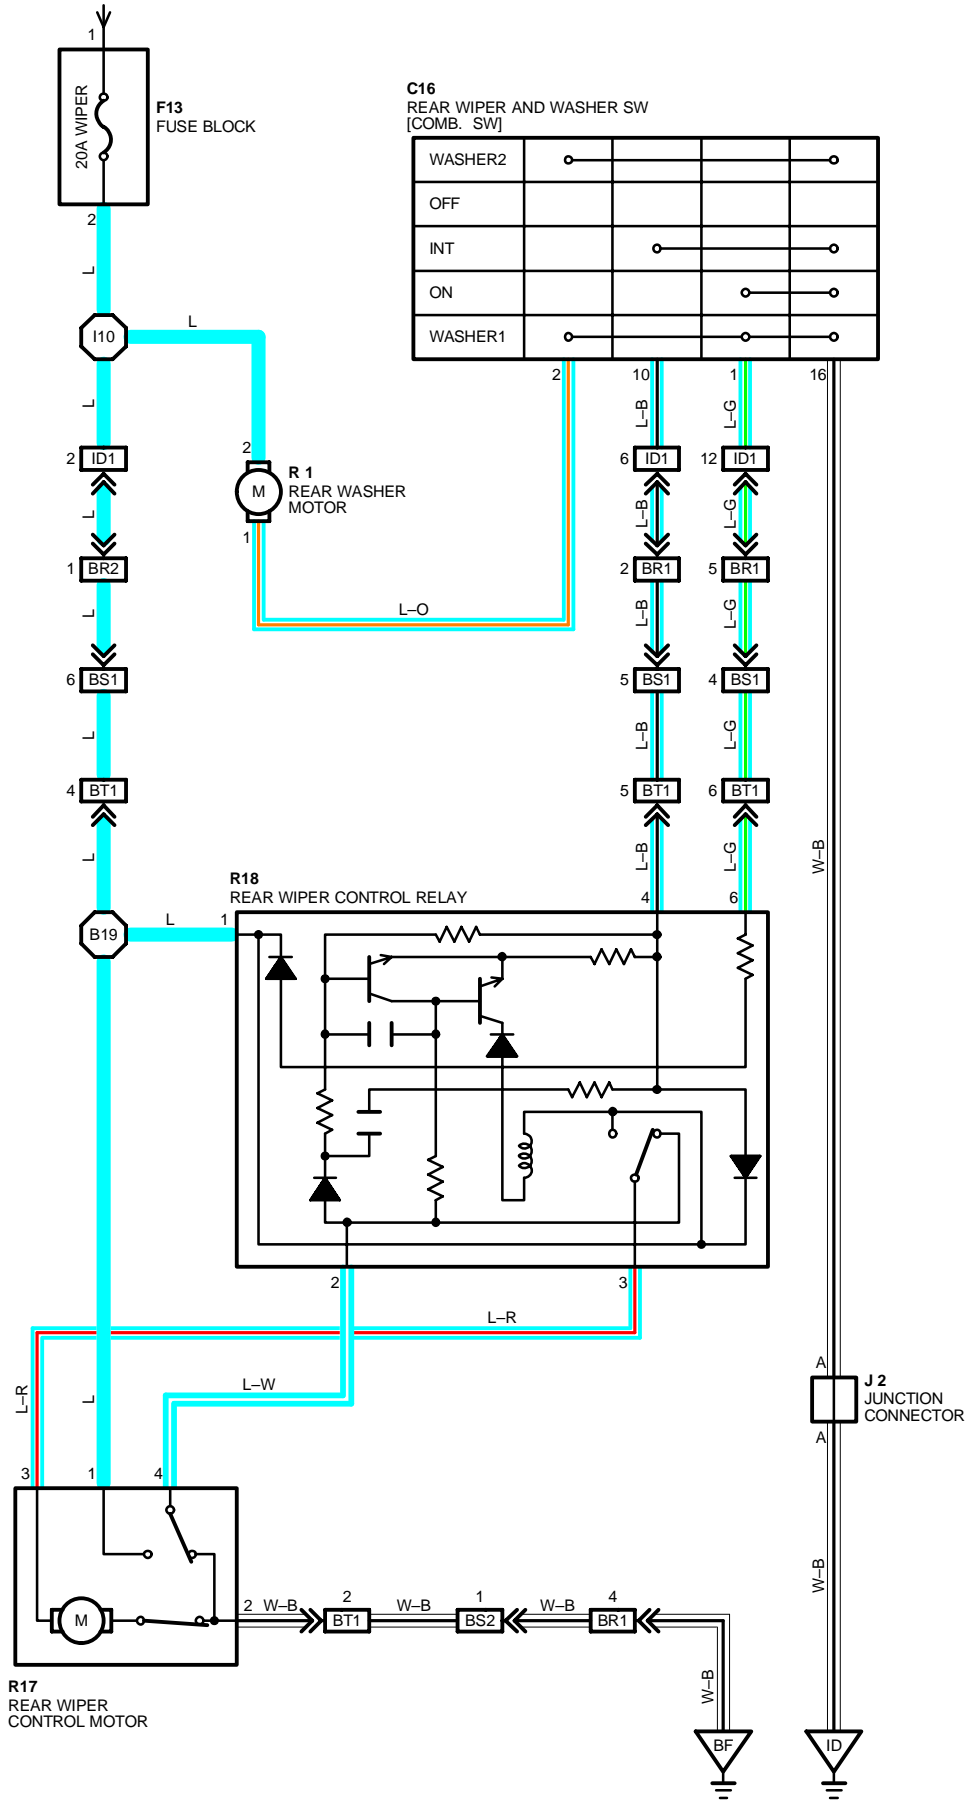 1
20A WIPER
F13
FUSE BLOCK
2
C16
REAR WIPER AND WASHER SW
[COMB. SW]
WASHER2
OFF
INT
ON
WASHER1
L
I10
L
2
10
1
16
L
L–B
L–G
2 ID1
2
R 1
REAR WASHER
MOTOR
M
1
6 ID1
12 ID1
L
L–B
L–G
1 BR2
2 BR1
5 BR1
L
L–O
L–B
L–G
6 BS1
5 BS1
4 BS1
L
L–B
L–G
4 BT1
5 BT1
6 BT1
L
L–B
L–G
W–B
R18
REAR WIPER CONTROL RELAY
4
6
B19
L
1
2
3
L–R
L–W
L–R
L
A
J 2
JUNCTION
CONNECTOR
A
3
1
4
M
W–B
2
W–B
2
BT1
W–B
1
BS2
W–B
4
BR1
R17
REAR WIPER
CONTROL MOTOR
W–B
BF
ID